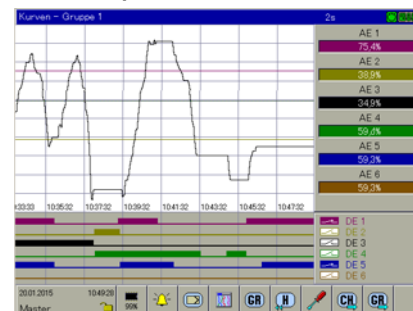 Kurven - Gruppe 1
2s
AE 1
75,4%
AE 2
38,9%
AE 3
34,9%
AE 4
59,4%
AE 5
59,3%
AE 6
59,3%
10:35:32 10:37:32 10:39:32 10:41:32 10:43:32 10:45:32 10:47:32
DE 1
DE 2
DE 3
DE 4
DE 5
DE 6
20.01.2015 10:49:28
99%
GR H CH GR
Master